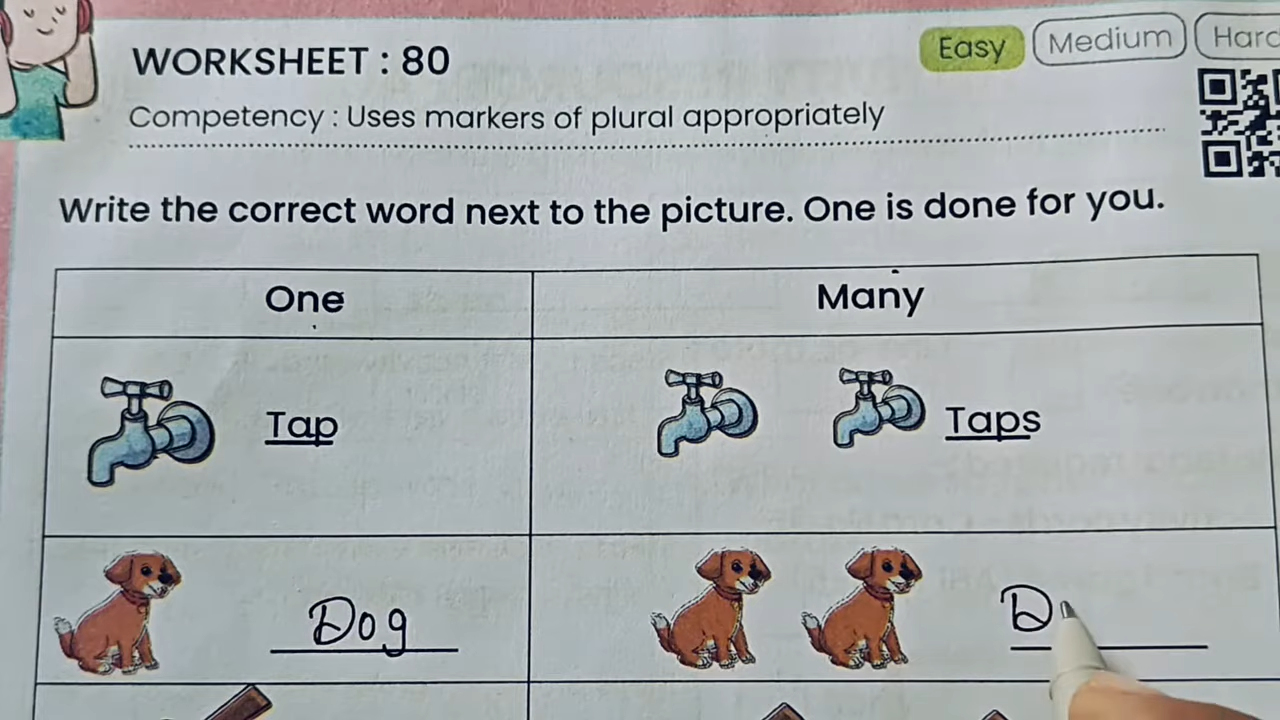 Easy Medium Hard
WORKSHEET : 80
Competency : Uses markers of plural appropriately
Write the correct word next to the picture. One is done for you.
One Many
Tap Taps
Dog D